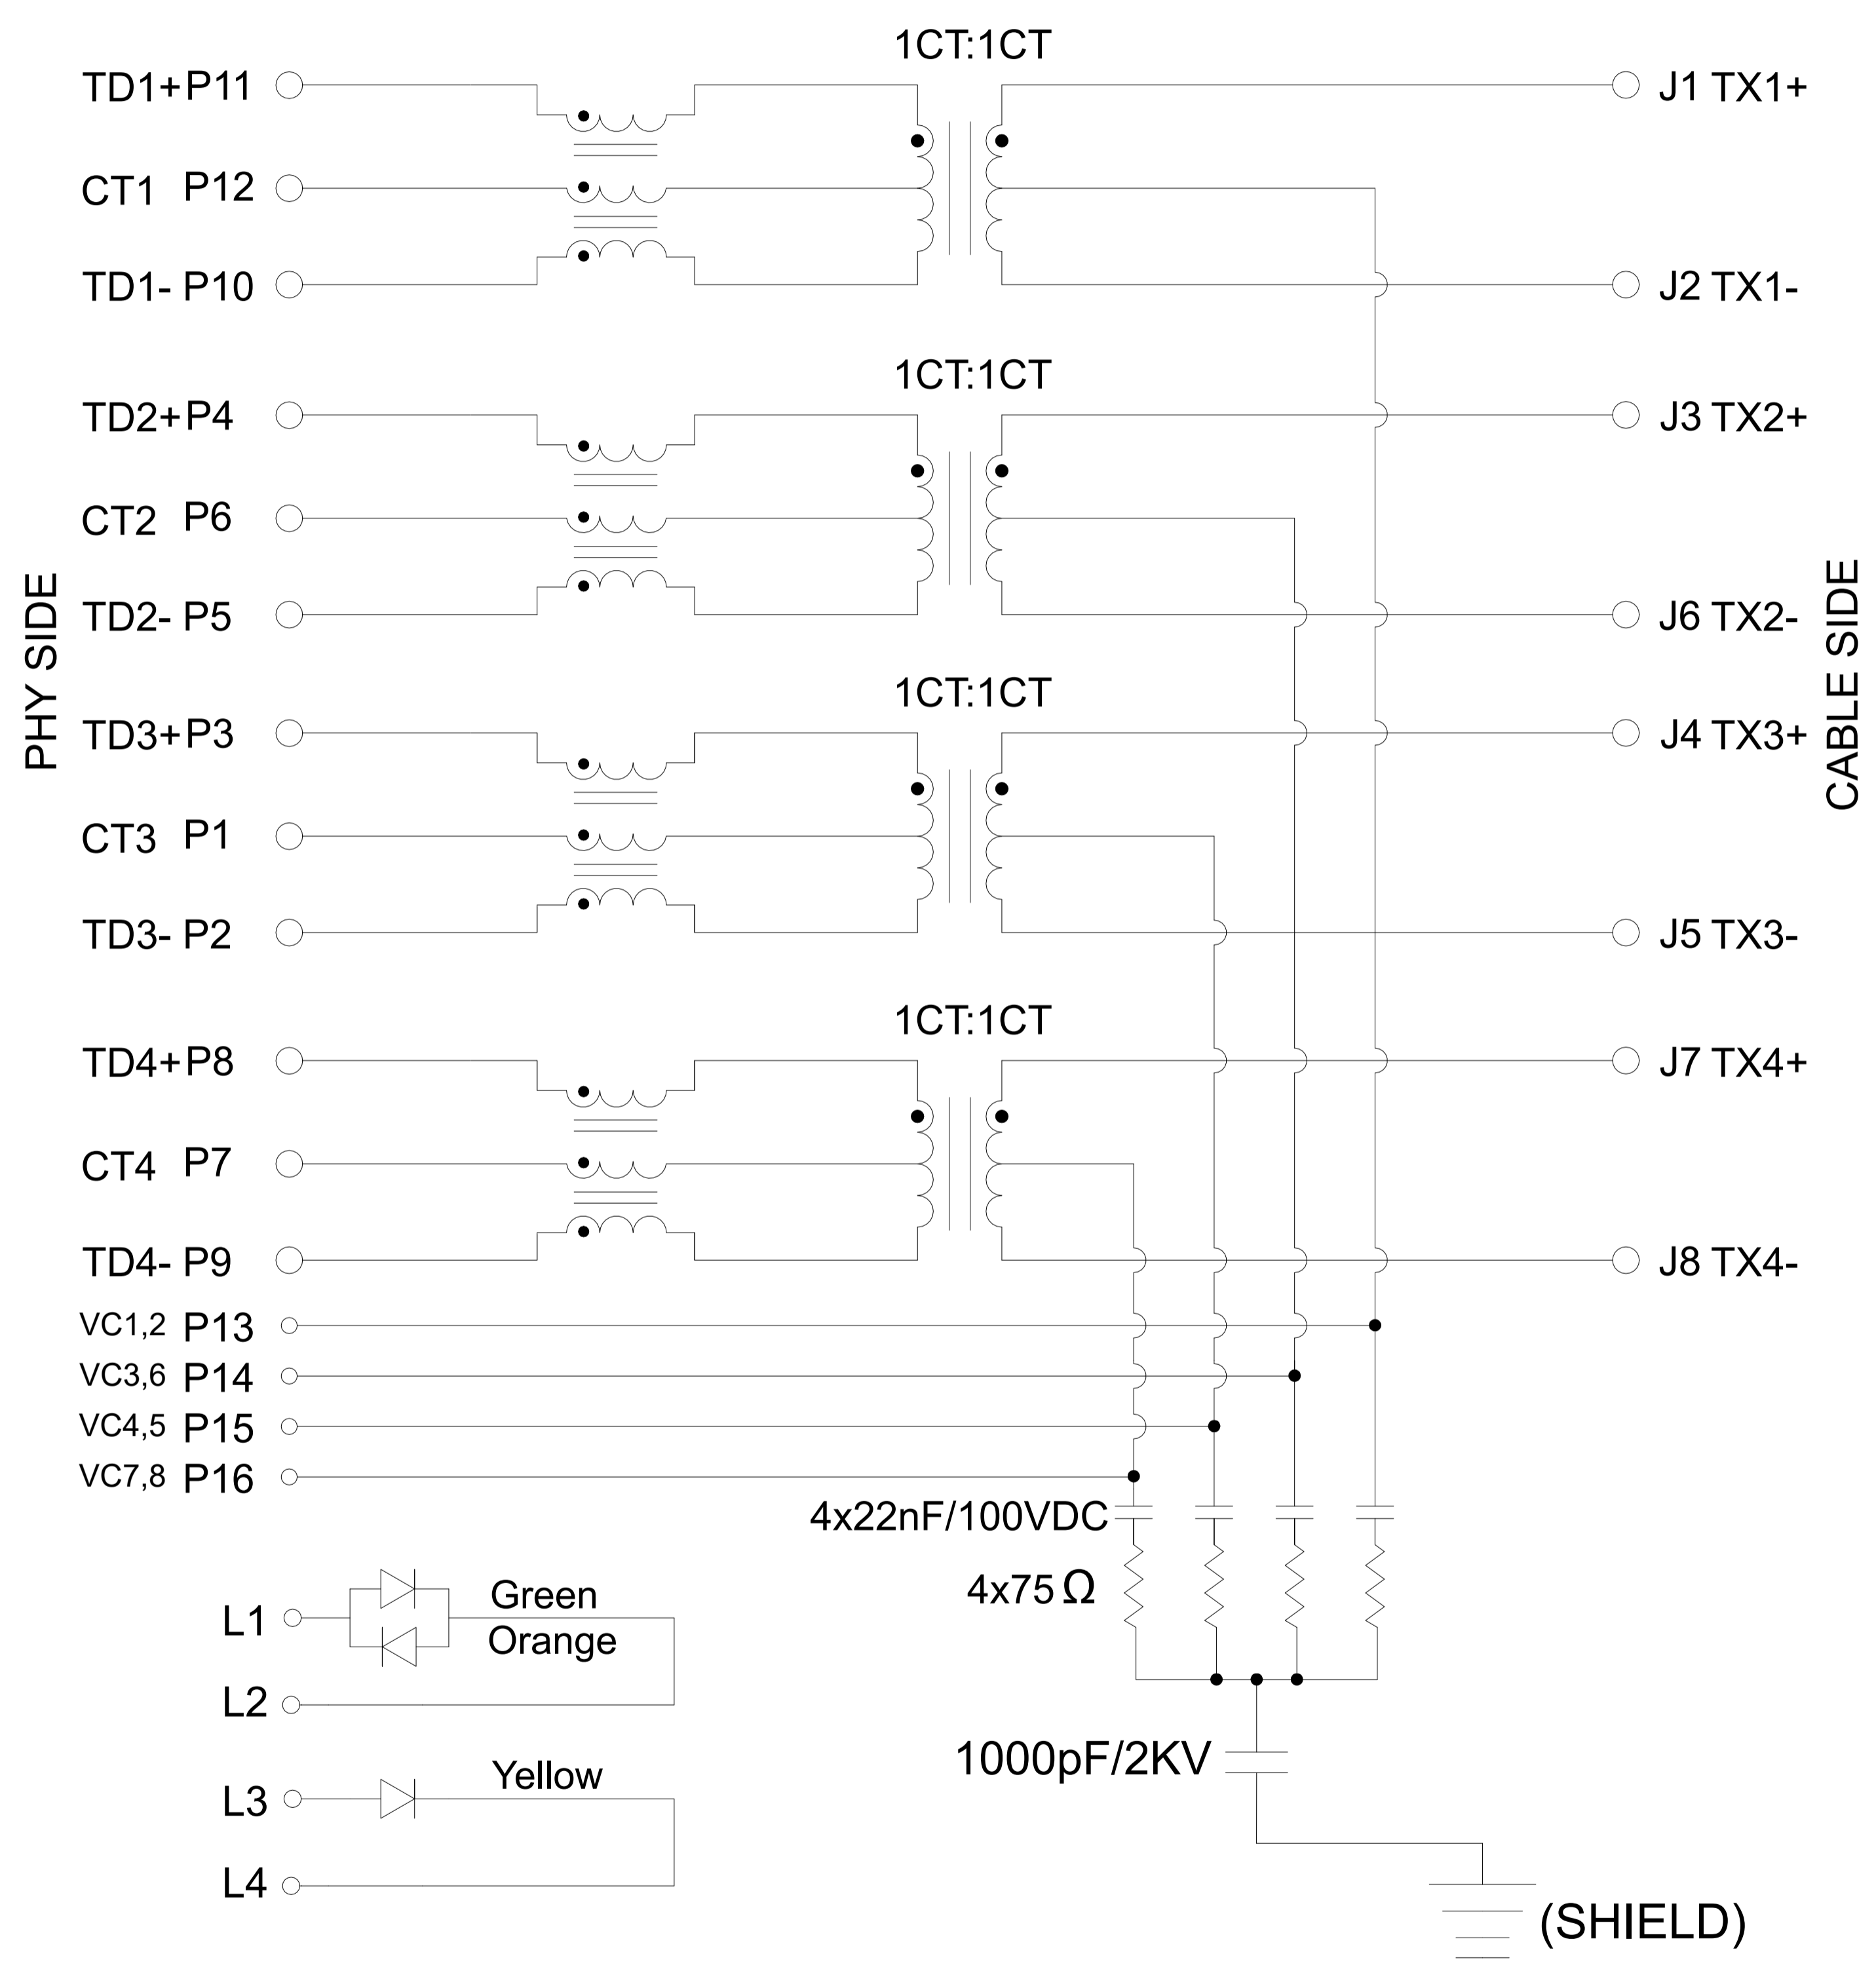 1CT:1CT
TD1+ P11 J1 TX1+
CT1 P12
TD1- P10 J2 TX1-
1CT:1CT
TD2+ P4 J3 TX2+
CT2 P6
TD2- P5 J6 TX2-
PHY SIDE
CABLE SIDE
1CT:1CT
TD3+ P3 J4 TX3+
CT3 P1
TD3- P2 J5 TX3-
1CT:1CT
TD4+ P8 J7 TX4+
CT4 P7
TD4- P9 J8 TX4-
VC1,2 P13
VC3,6 P14
VC4,5 P15
VC7,8 P16
4x22nF/100VDC
4x75 Ω
Green
L1
Orange
L2
1000pF/2KV
Yellow
L3
L4
(SHIELD)